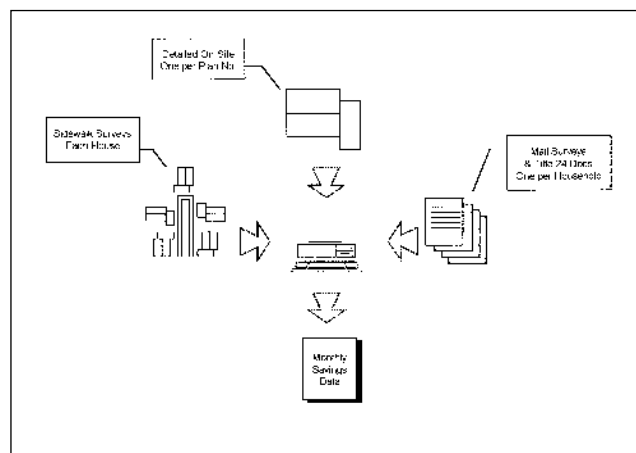 Detailed On Site
One per Plan No
Sidewalk Surveys
Each House
Mail Surveys
& Title 24 Docs
One per Household
Monthly
Savings
Data